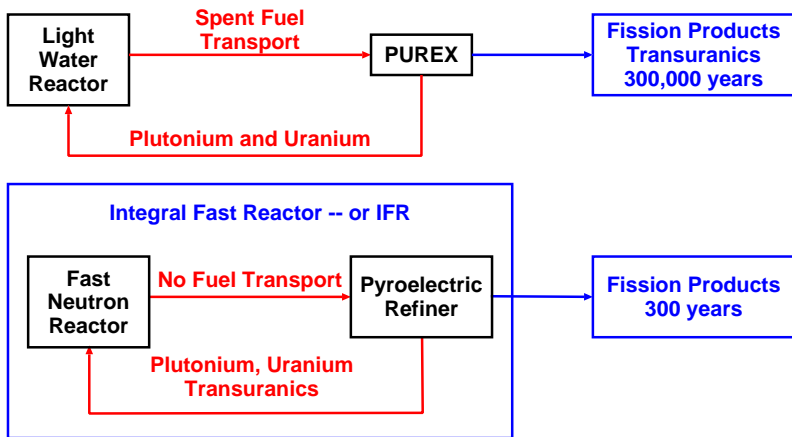 Light
Water
Reactor
Spent Fuel
Transport
PUREX
Fission Products
Transuranics
300,000 years
Plutonium and Uranium
Integral Fast Reactor -- or IFR
Fast
Neutron
Reactor
No Fuel Transport
Pyroelectric
Refiner
Fission Products
300 years
Plutonium, Uranium
Transuranics